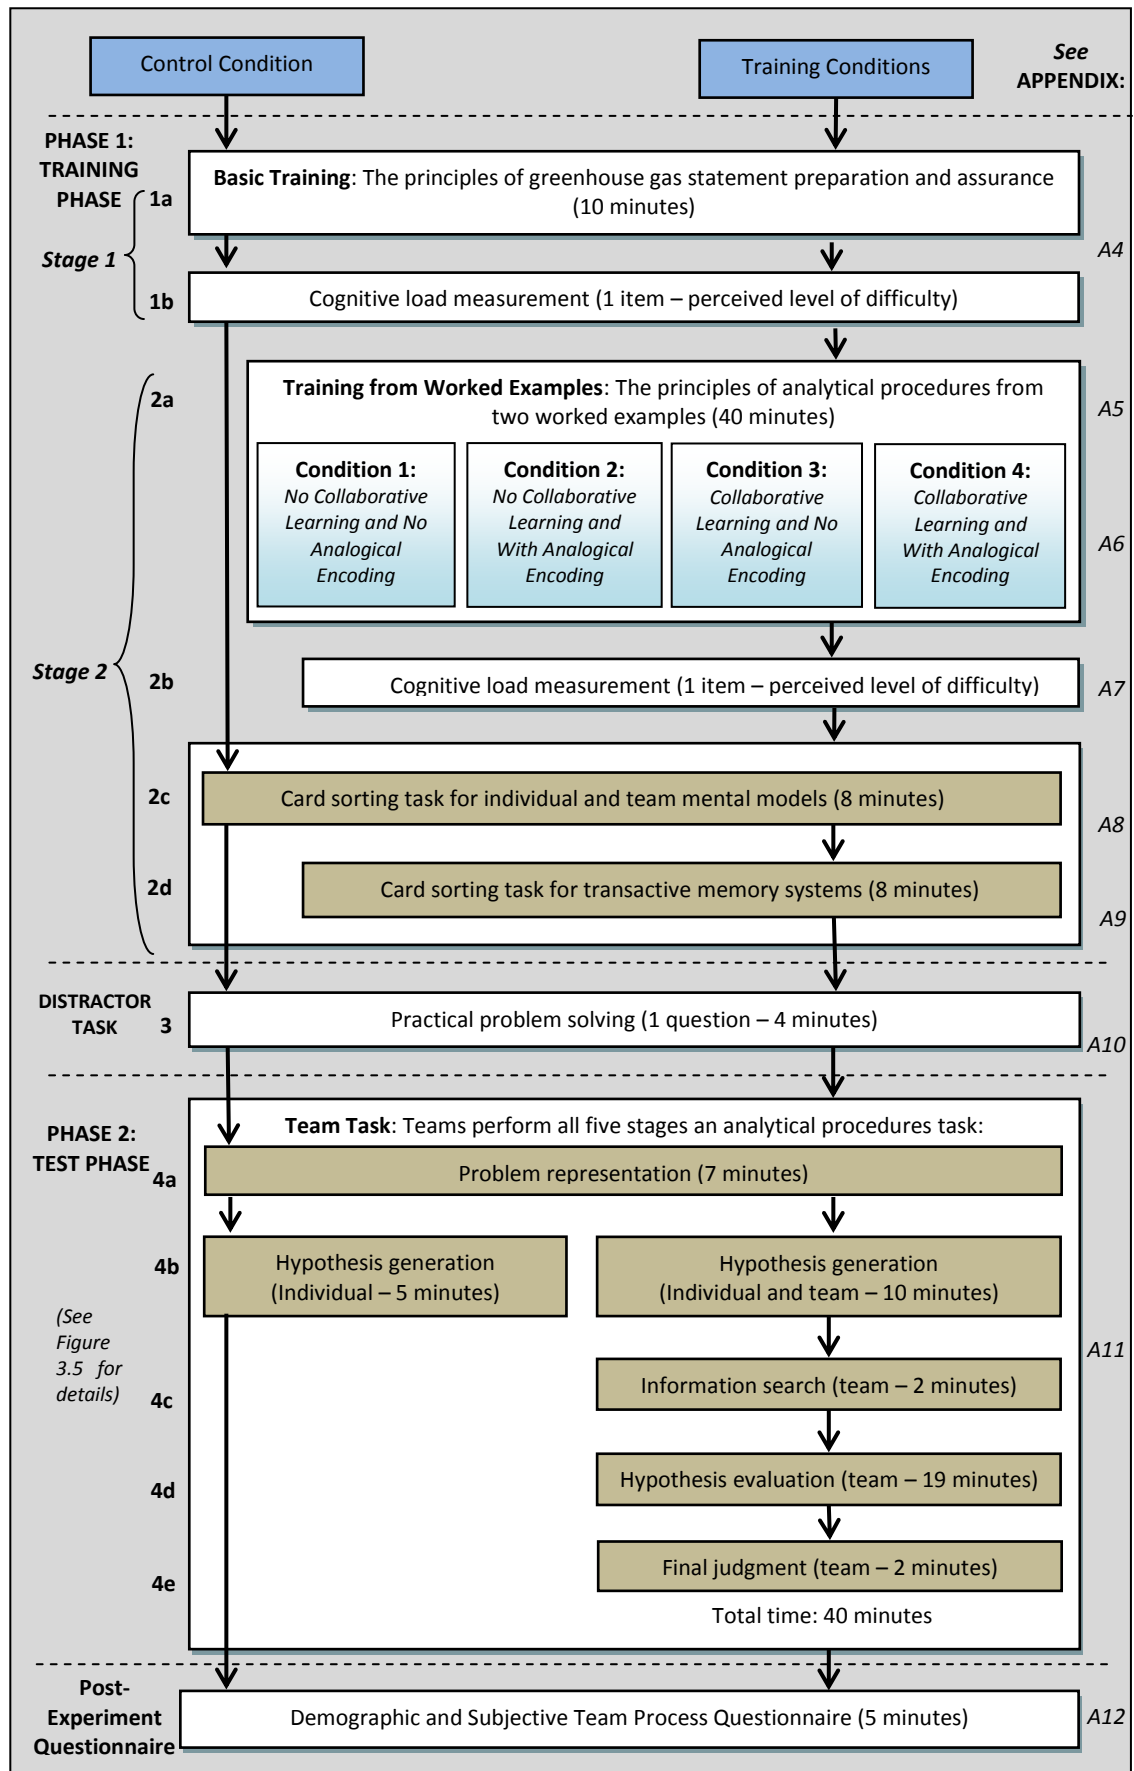 Control Condition
Training Conditions
See
APPENDIX:
PHASE 1:
TRAINING
PHASE
1a
Basic Training: The principles of greenhouse gas statement preparation and assurance
(10 minutes)
Stage 1
A4
1b
Cognitive load measurement (1 item – perceived level of difficulty)
2a
Training from Worked Examples: The principles of analytical procedures from
two worked examples (40 minutes)
A5
Condition 1:
No Collaborative
Learning and No
Analogical
Encoding
Condition 2:
No Collaborative
Learning and
With Analogical
Encoding
Condition 3:
Collaborative
Learning and No
Analogical
Encoding
Condition 4:
Collaborative
Learning and
With Analogical
Encoding
A6
Stage 2
2b
Cognitive load measurement (1 item – perceived level of difficulty)
A7
2c
Card sorting task for individual and team mental models (8 minutes)
A8
2d
Card sorting task for transactive memory systems (8 minutes)
A9
DISTRACTOR
TASK
3
Practical problem solving (1 question – 4 minutes)
A10
PHASE 2:
TEST PHASE
Team Task: Teams perform all five stages an analytical procedures task:
4a
Problem representation (7 minutes)
4b
Hypothesis generation
(Individual – 5 minutes)
Hypothesis generation
(Individual and team – 10 minutes)
(See
Figure
3.5 for
details)
A11
4c
Information search (team – 2 minutes)
4d
Hypothesis evaluation (team – 19 minutes)
4e
Final judgment (team – 2 minutes)
Total time: 40 minutes
Post-
Experiment
Questionnaire
Demographic and Subjective Team Process Questionnaire (5 minutes)
A12